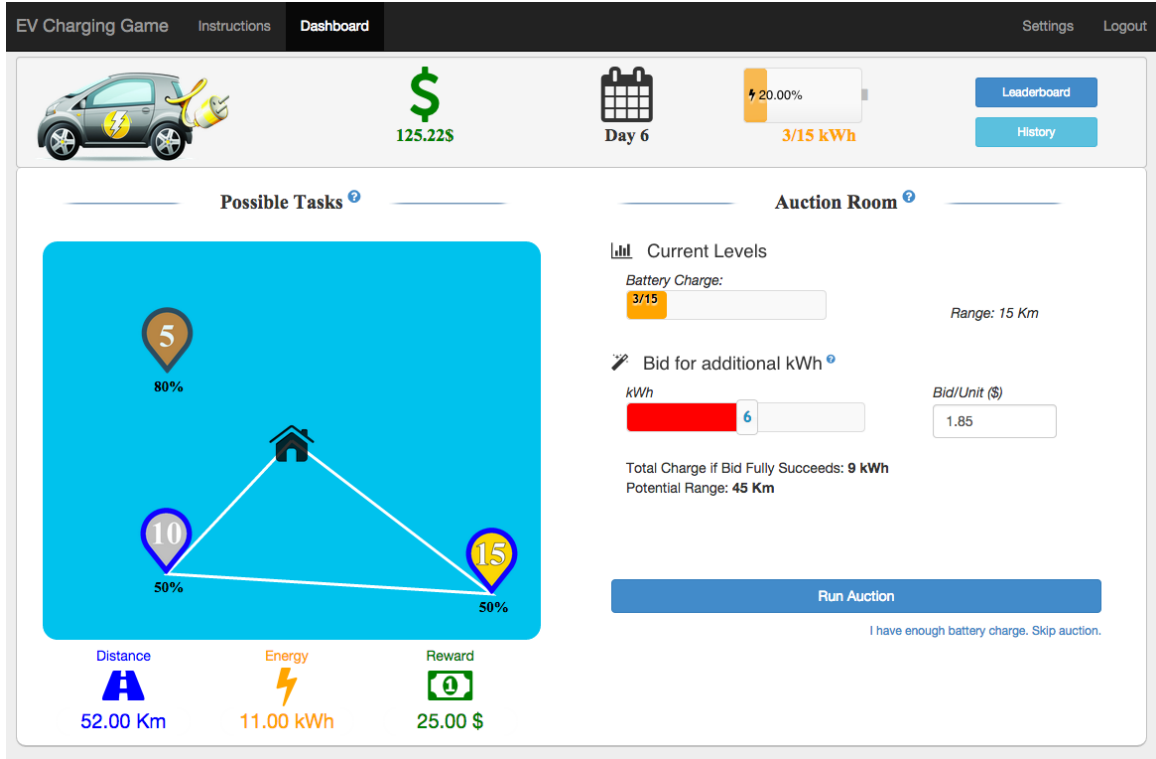 EV Charging Game Instructions Dashboard Settings Logout
125.22$
Day 6
20.00%
3/15 kWh
Leaderboard
History
Possible Tasks ?
5
80%
10
50%
15
50%
Distance Energy Reward
1
52.00 Km 11.00 kWh 25.00 $
Auction Room ?
Current Levels
Battery Charge:
3/15
Range: 15 Km
Bid for additional kWh ?
kWh Bid/Unit ($)
6 1.85
Total Charge if Bid Fully Succeeds: 9 kWh
Potential Range: 45 Km
Run Auction
I have enough battery charge. Skip auction.